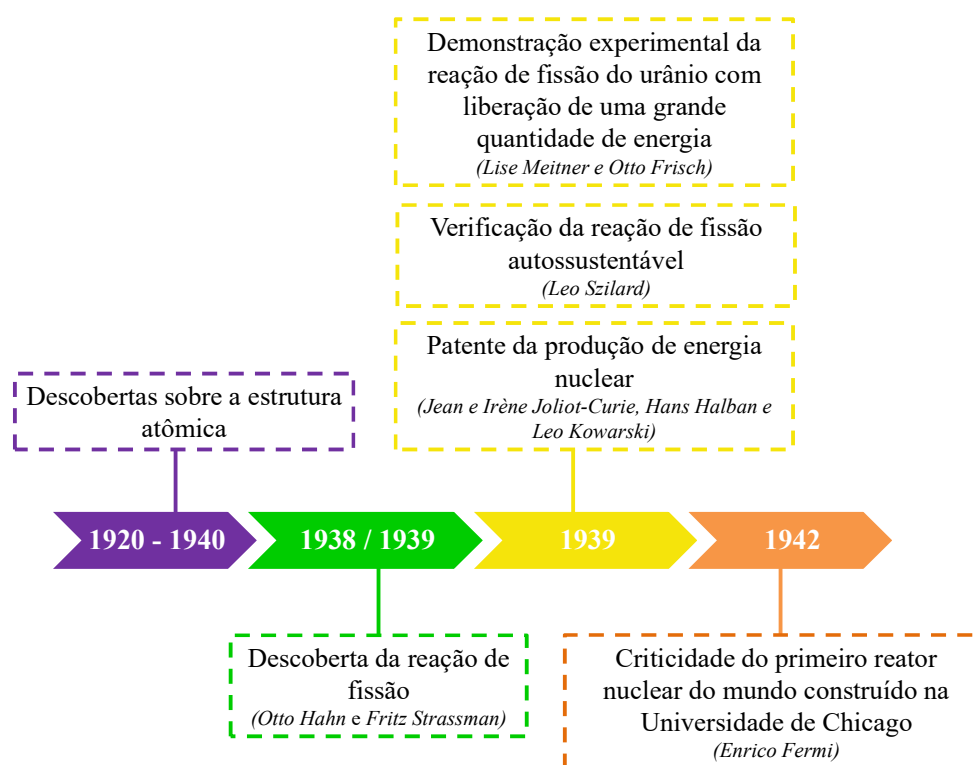 Demonstração experimental da
reação de fissão do urânio com
liberação de uma grande
quantidade de energia
(Lise Meitner e Otto Frisch)
Verificação da reação de fissão
autossustentável
(Leo Szilard)
Patente da produção de energia
nuclear
(Jean e Irène Joliot-Curie, Hans Halban e
Leo Kowarski)
Descobertas sobre a estrutura
atômica
1920 - 1940
1938 / 1939
1939
1942
Descoberta da reação de
fissão
(Otto Hahn e Fritz Strassman)
Criticidade do primeiro reator
nuclear do mundo construído na
Universidade de Chicago
(Enrico Fermi)